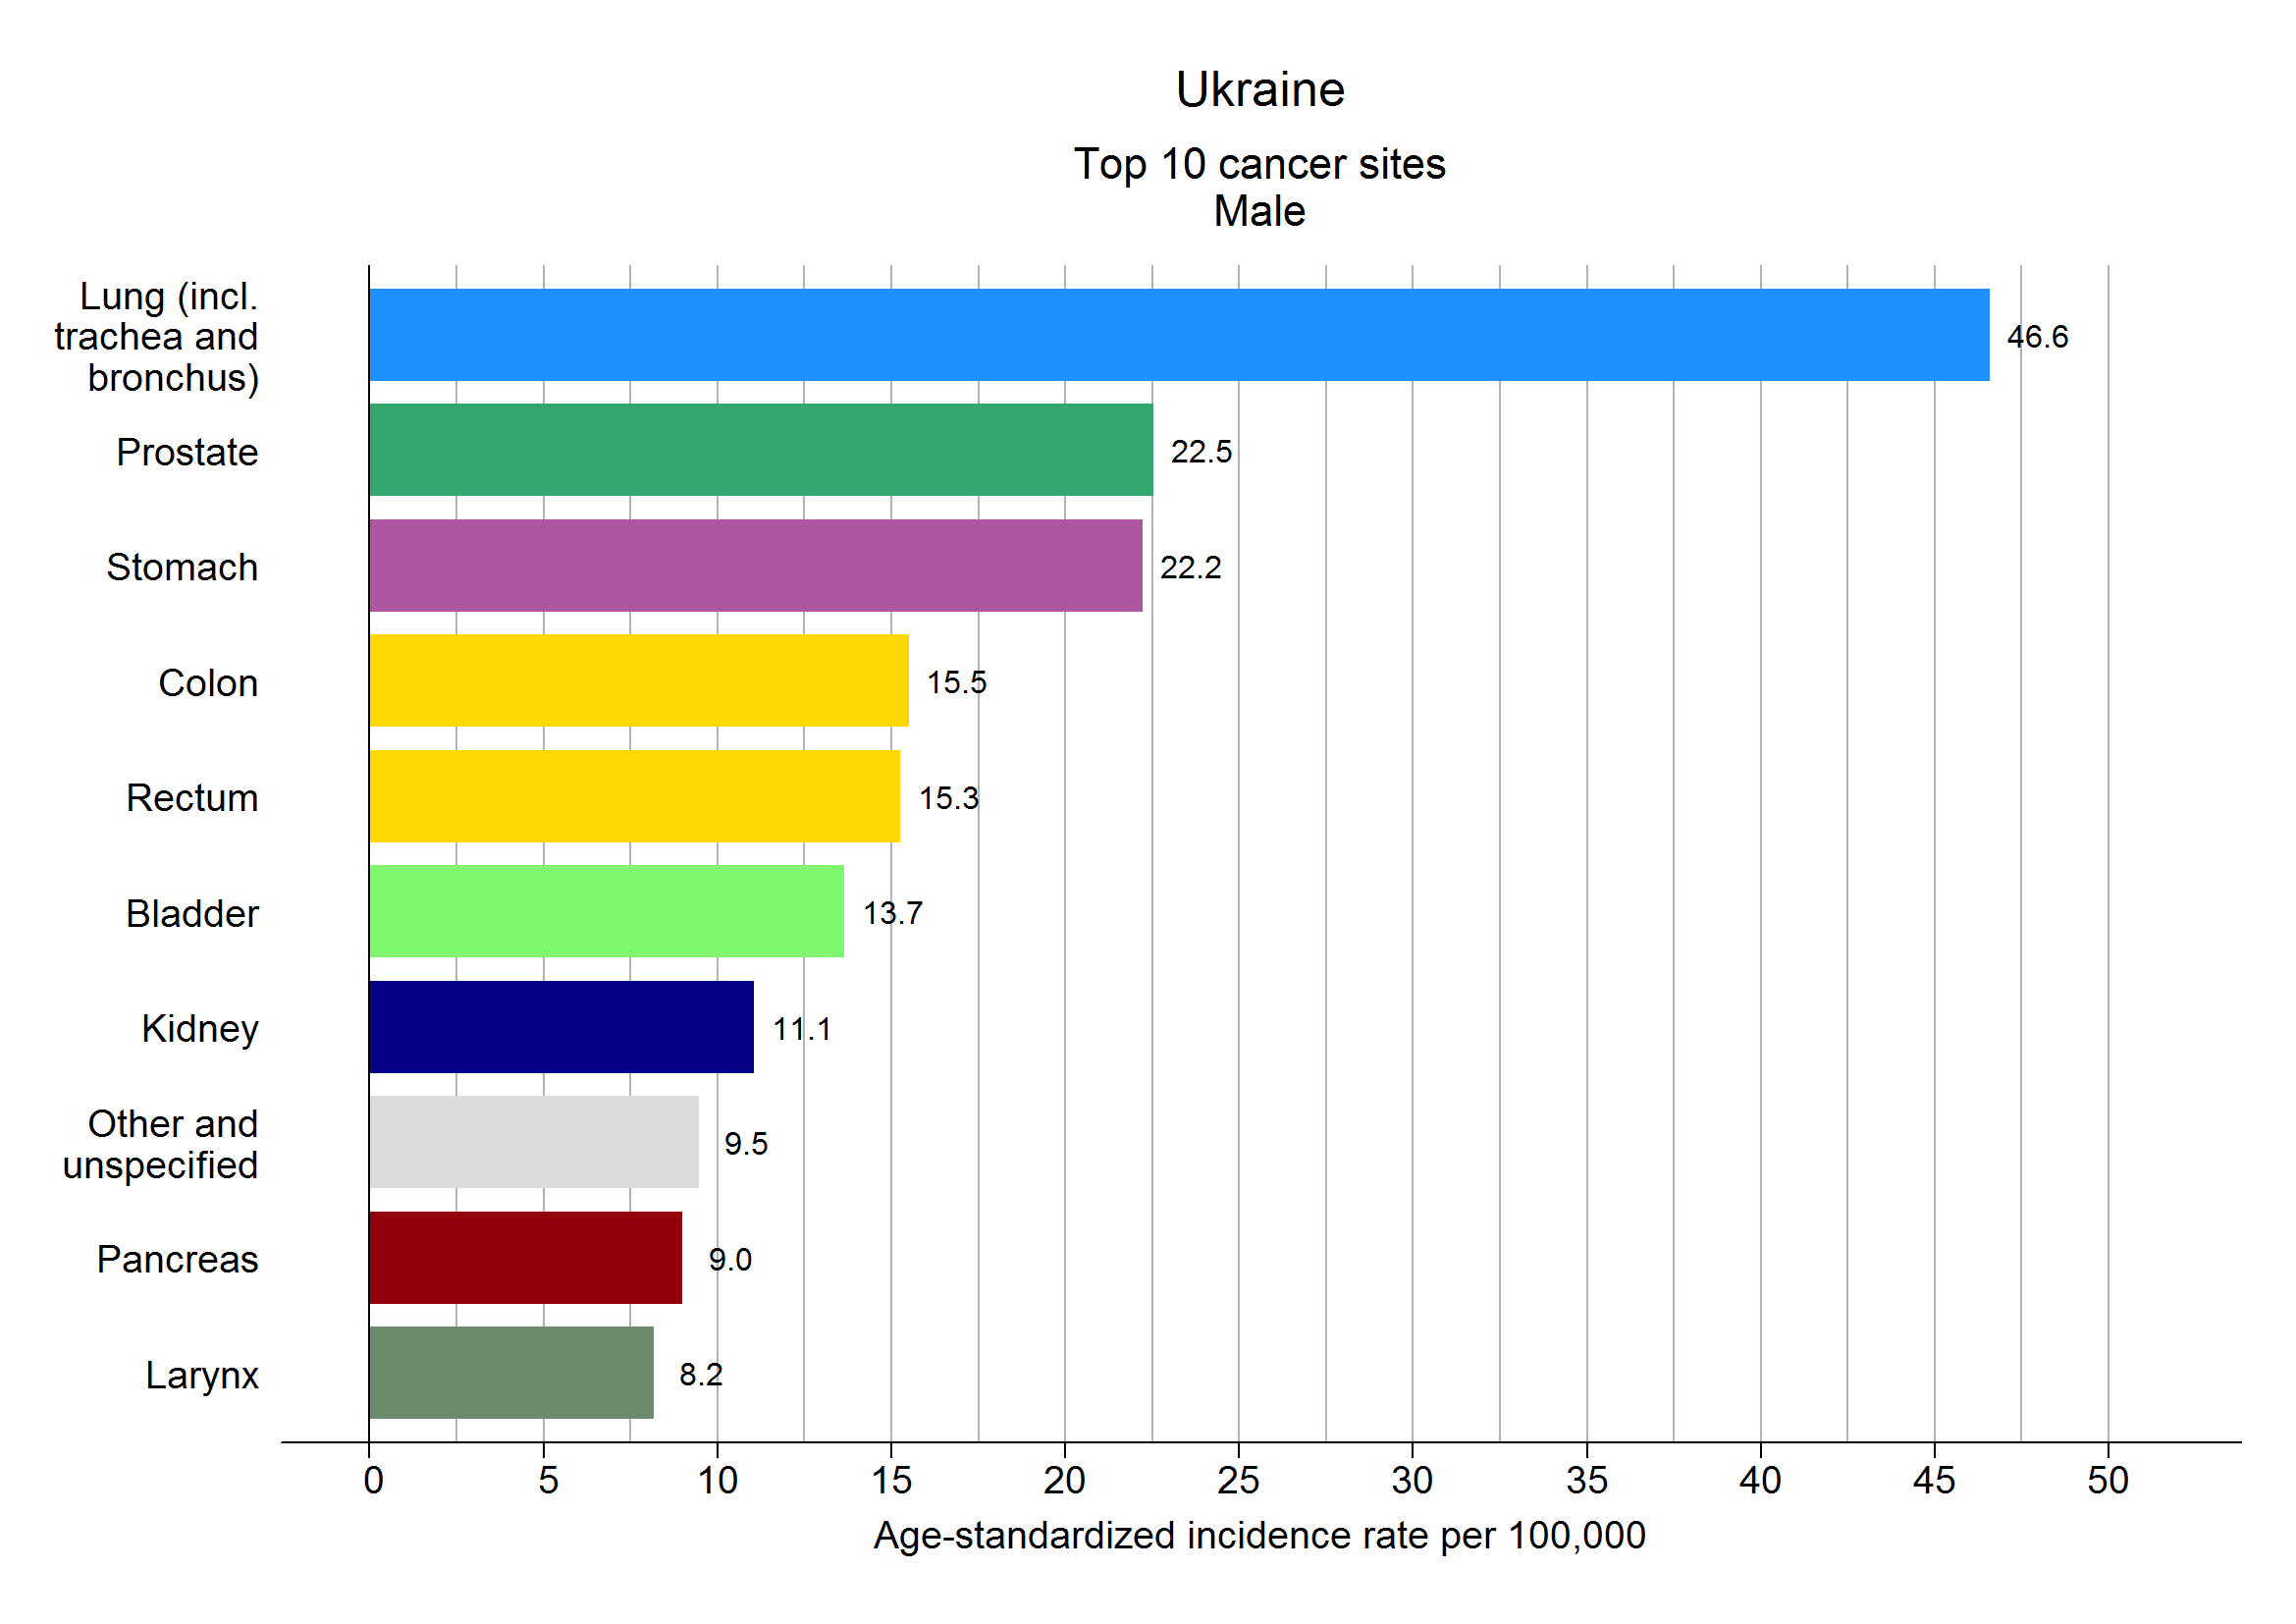 Ukraine
Top 10 cancer sites
Male
Lung (incl.
trachea and
bronchus)
46.6
Prostate
22.5
Stomach
22.2
Colon
15.5
Rectum
15.3
Bladder
13.7
Kidney
11.1
Other and
unspecified
9.5
Pancreas
9.0
Larynx
8.2
0 5 10 15 20 25 30 35 40 45 50
Age-standardized incidence rate per 100,000